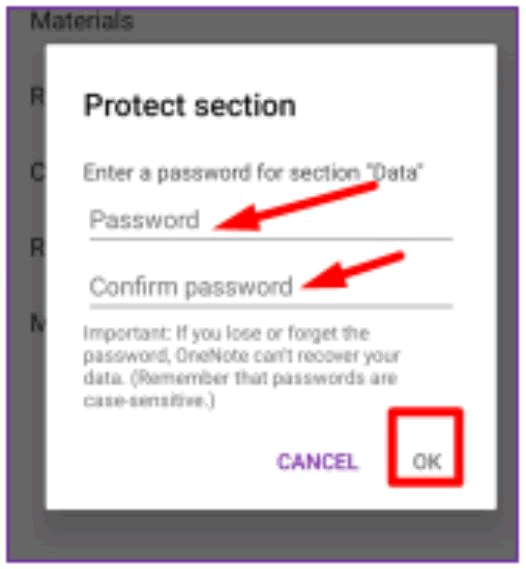 Materials
R
Protect section
C
Enter a password for section "Data"
Password
R
Confirm password
M
Important: If you lose or forget the
password, OneNote can't recover your
data. (Remember that passwords are
case-sensitive.)
CANCEL OK